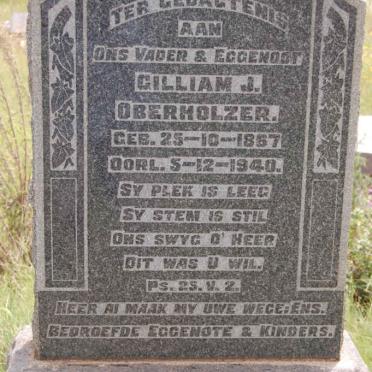 TER GEDAGTENIS
AAN
ONS VADER & EGGENOOT
GILLIAM J.
OBERHOLZER.
GEB. 25-10-1867
OORL. 5-12-1940.
SY PLEK IS LEEG
SY STEM IS STIL
ONS SWYG O' HEER
DIT WAS U WIL.
PS. 25. V. 2.
HEER AI MAAK MY UWE WEGE: ENS.
BEDROEFDE EGGENOTE & KINDERS.